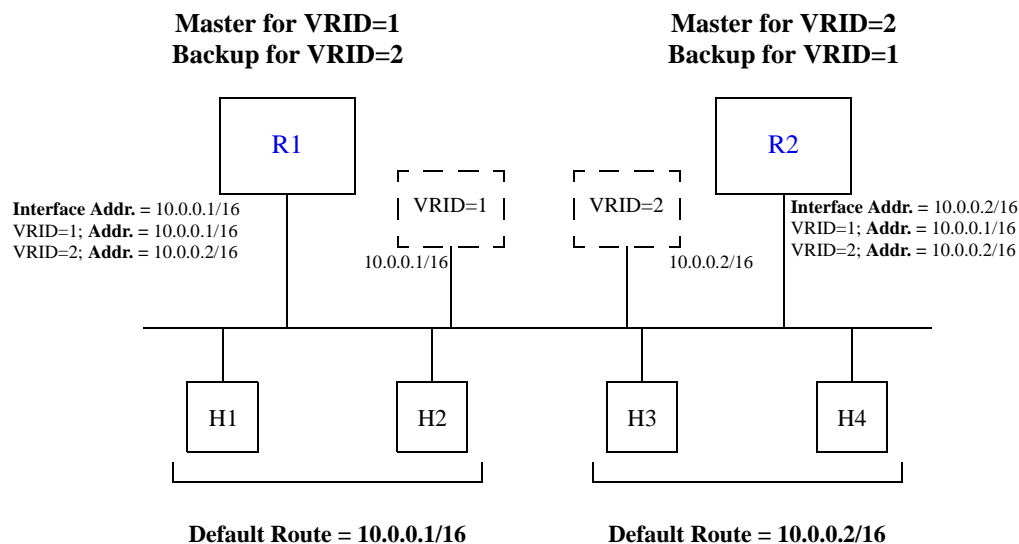 Master for VRID=1
Backup for VRID=2
Master for VRID=2
Backup for VRID=1
R1
R2
VRID=1
VRID=2
Interface Addr. = 10.0.0.1/16
VRID=1; Addr. = 10.0.0.1/16
VRID=2; Addr. = 10.0.0.2/16
10.0.0.1/16
10.0.0.2/16
Interface Addr. = 10.0.0.2/16
VRID=1; Addr. = 10.0.0.1/16
VRID=2; Addr. = 10.0.0.2/16
H1
H2
H3
H4
Default Route = 10.0.0.1/16
Default Route = 10.0.0.2/16